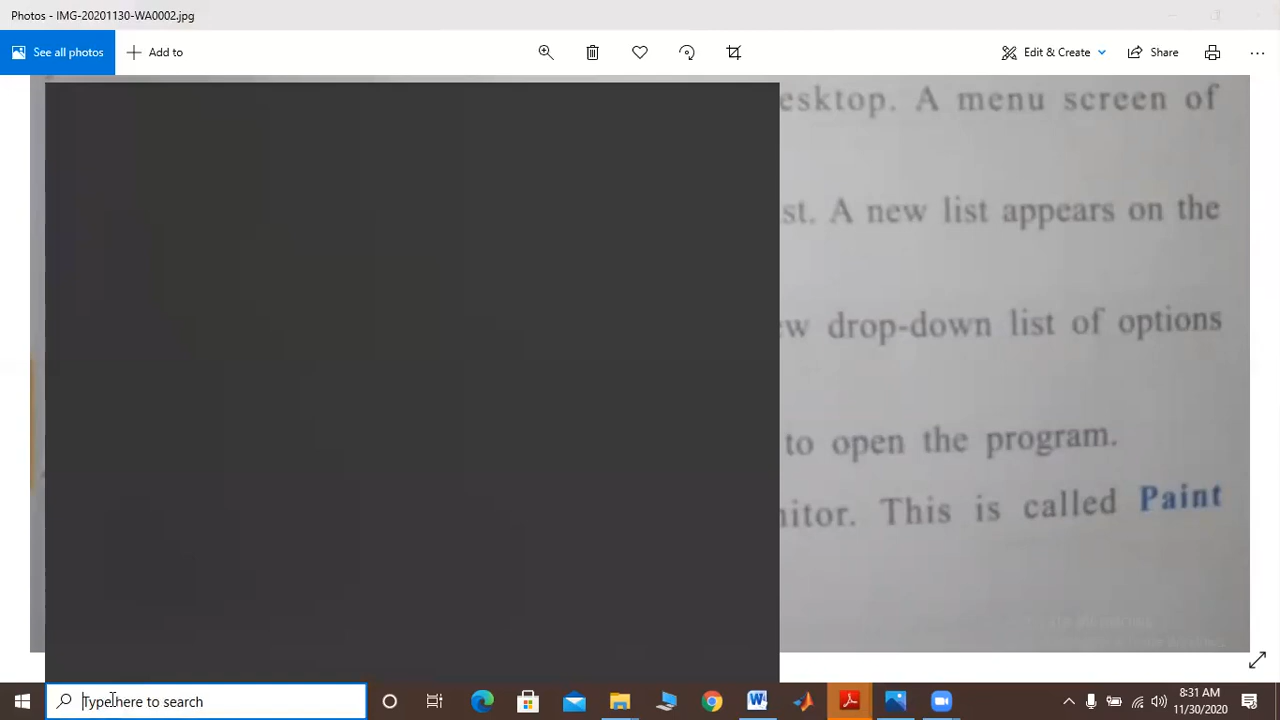 Photos - IMG-20201130-WA0002.jpg
See all photos
Add to
Edit & Create
Share
esktop. A menu screen of
st. A new list appears on the
ew drop-down list of options
to open the program.
nitor. This is called Paint
Type here to search
8:31 AM
11/30/2020